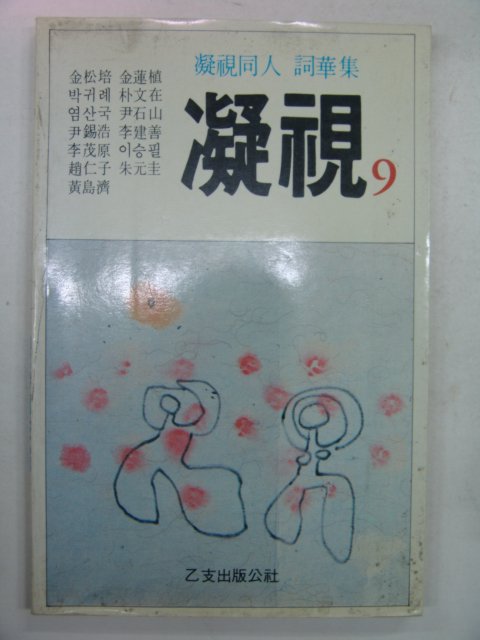 凝視同人 詞華集
金松培 金蓮植
박귀례 朴文在
염산국 尹石山
尹錫浩 李建善
李茂原 이승필
趙仁子 朱元圭
黃島濟
凝視 9
乙支出版公社